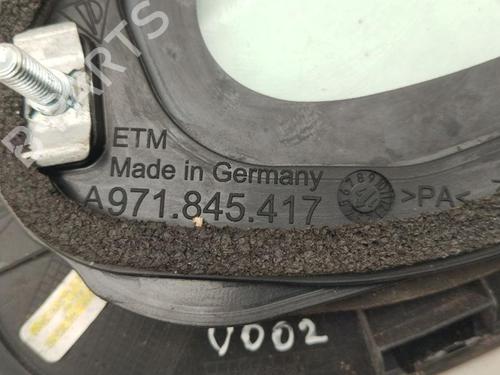 ETM
Made in Germany
A971.845.417
>PA<
V002